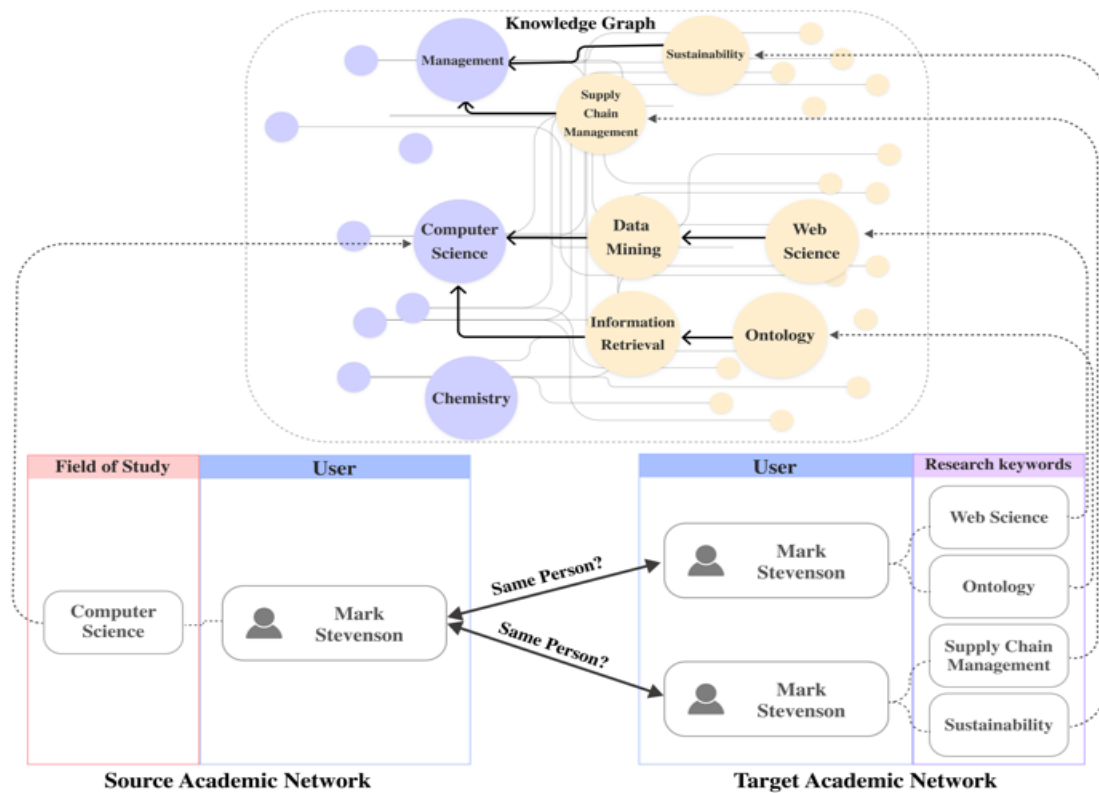 Knowledge Graph
Management
Sustainability
Supply
Chain
Management
Computer
Science
Data
Mining
Web
Science
Information
Retrieval
Ontology
Chemistry
Field of Study
User
Computer
Science
Mark
Stevenson
Same Person?
Same Person?
User
Research keywords
Mark
Stevenson
Web Science
Ontology
Mark
Stevenson
Supply Chain
Management
Sustainability
Source Academic Network
Target Academic Network